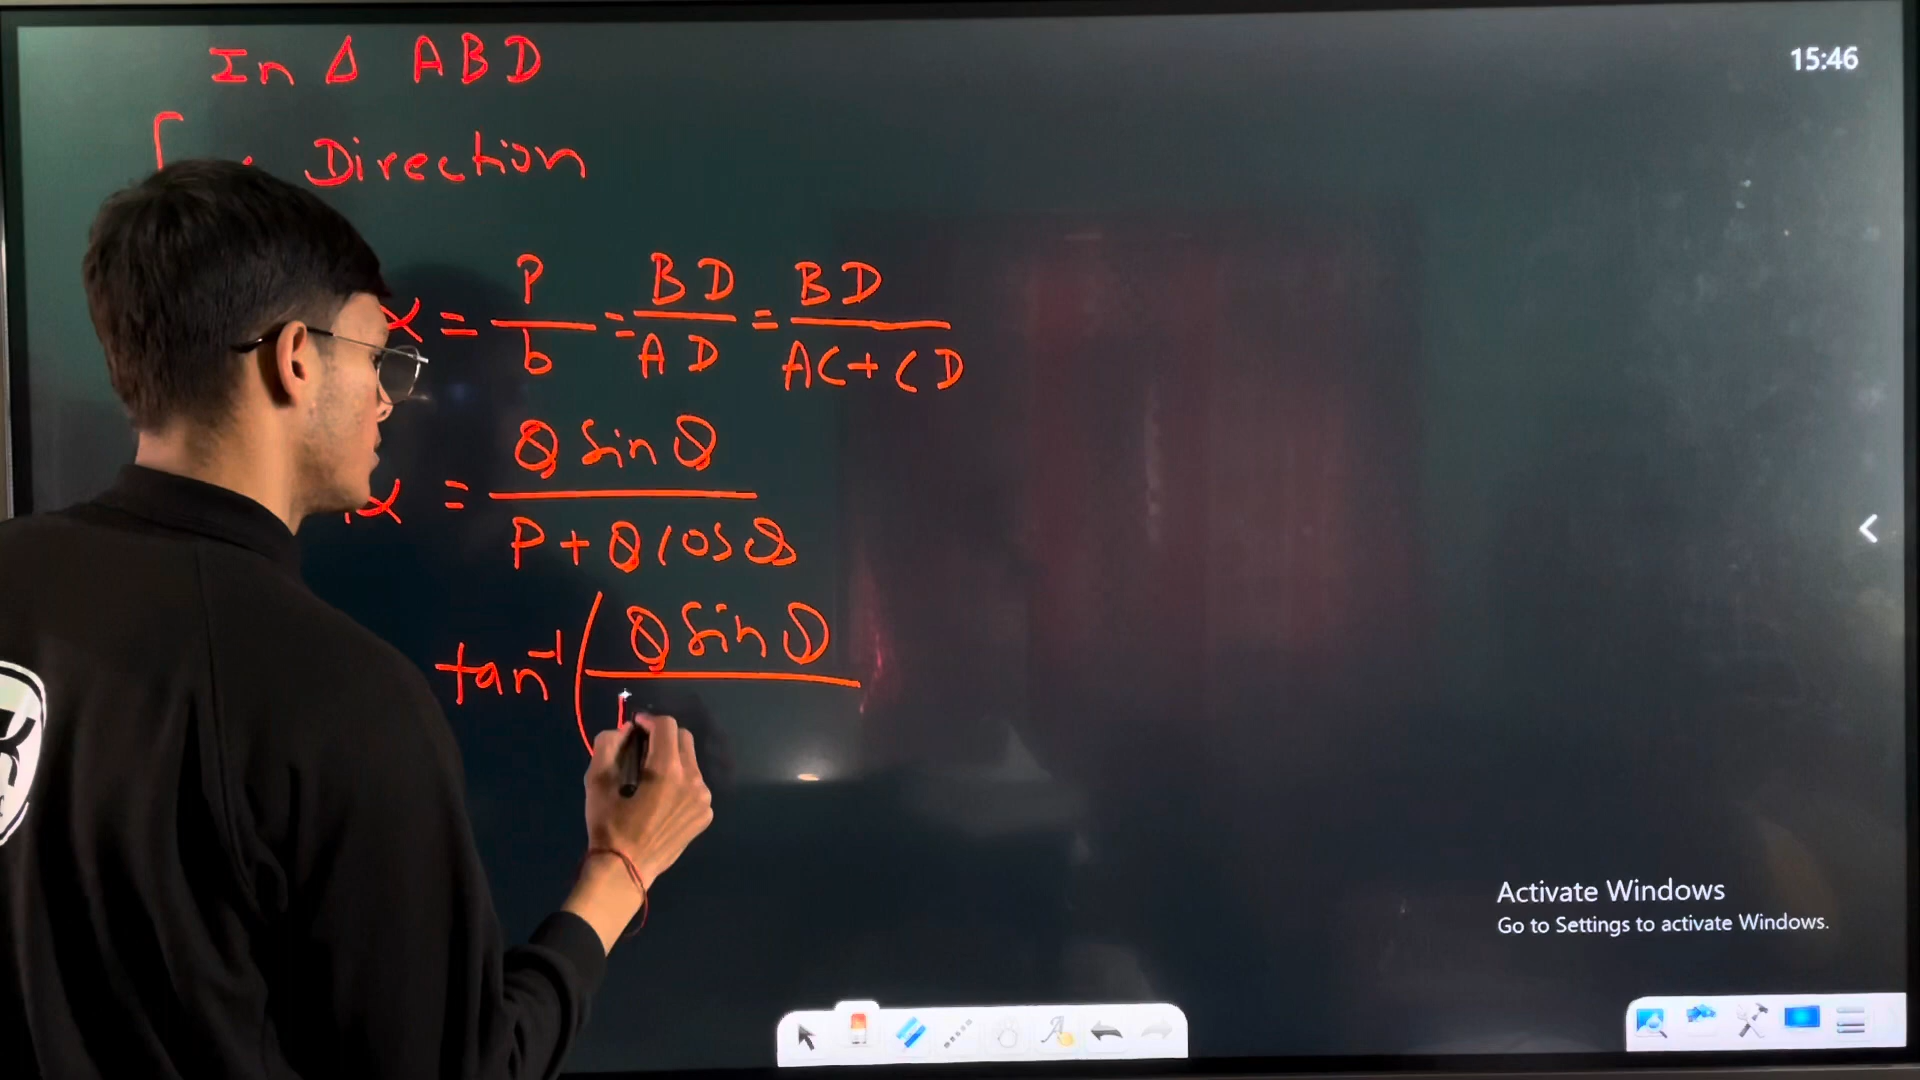 In Δ ABD
15:46
Direction
α = P/b = BD/AD = BD/AC+CD
α = Q sin θ / P + Q cos θ
tan⁻¹ ( Q sin θ /
Activate Windows
Go to Settings to activate Windows.